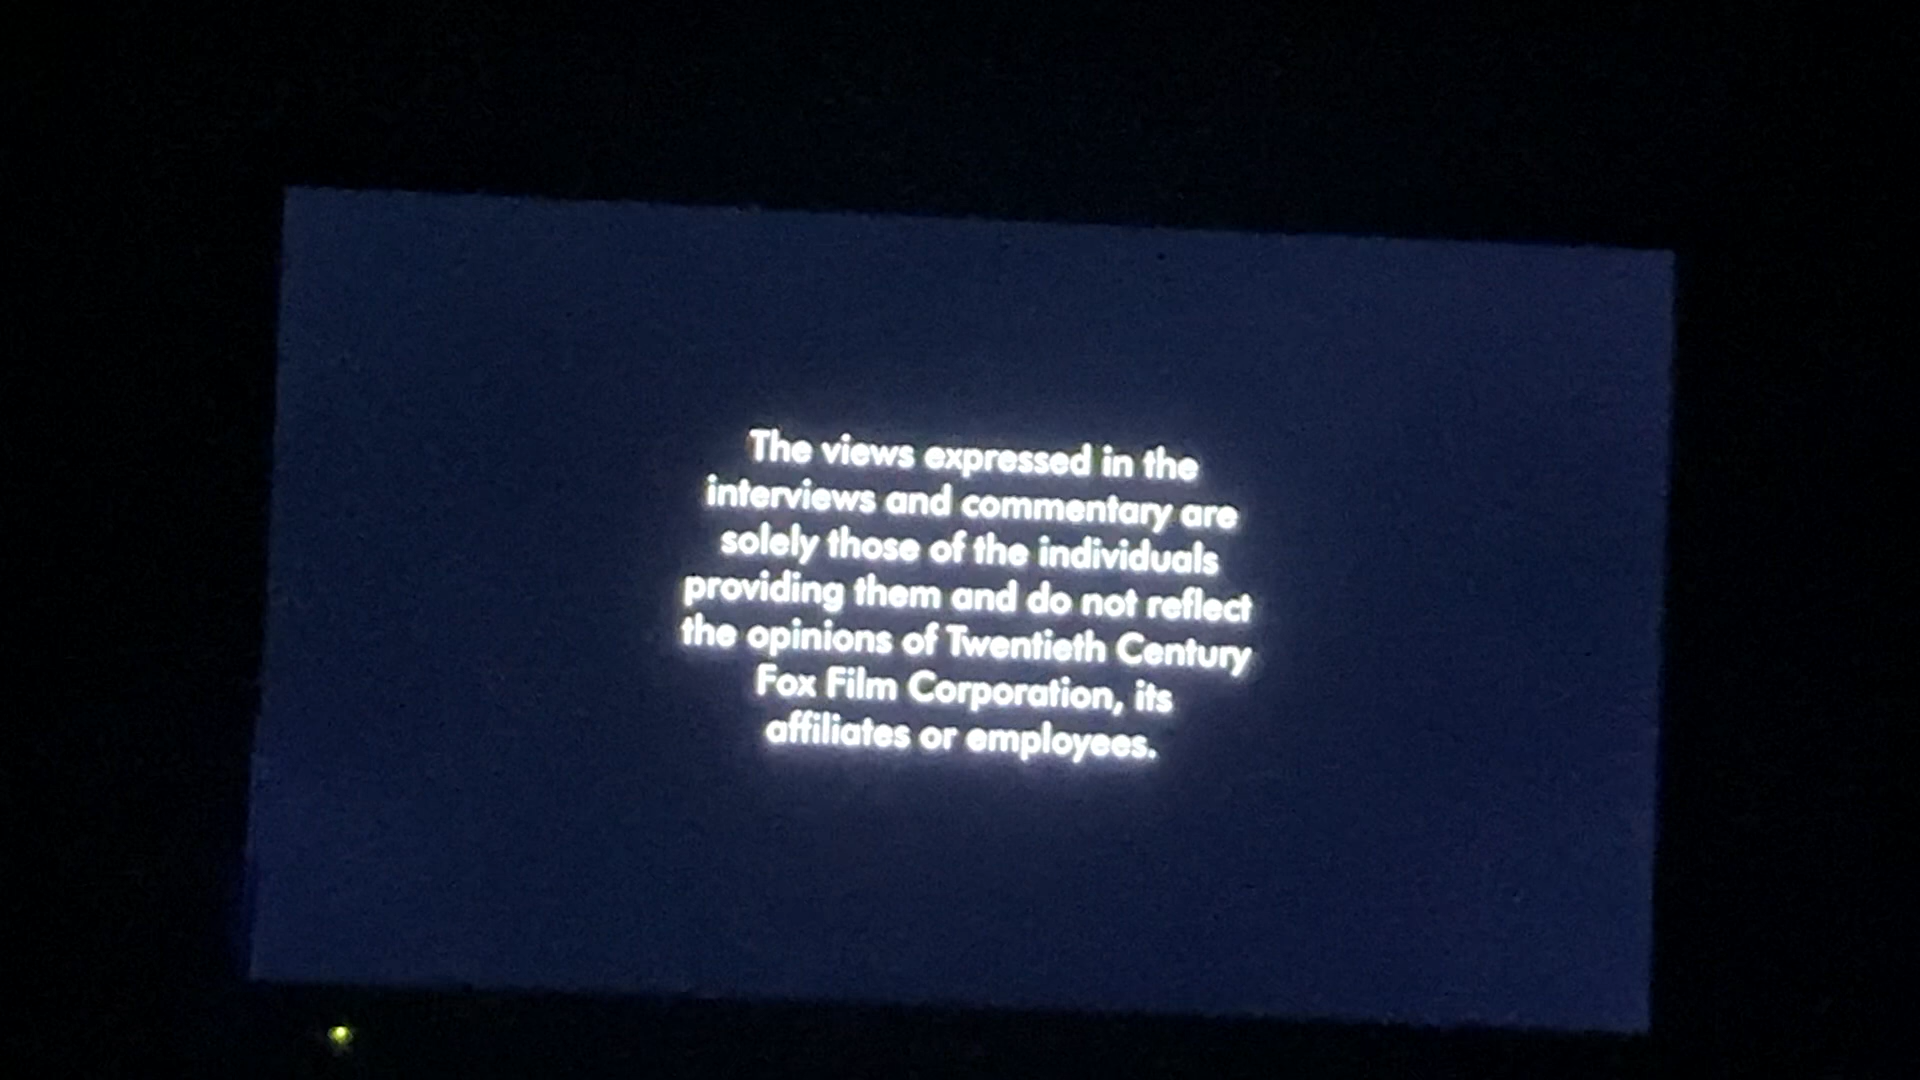 The views expressed in the
interviews and commentary are
solely those of the individuals
providing them and do not reflect
the opinions of Twentieth Century
Fox Film Corporation, its
affiliates or employees.